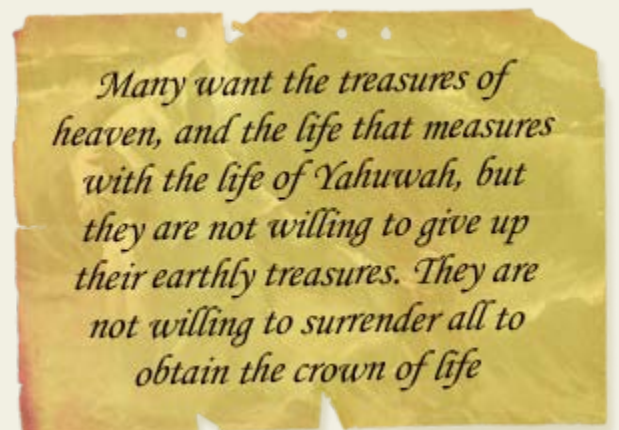 Many want the treasures of
heaven, and the life that measures
with the life of Yahuwah, but
they are not willing to give up
their earthly treasures. They are
not willing to surrender all to
obtain the crown of life